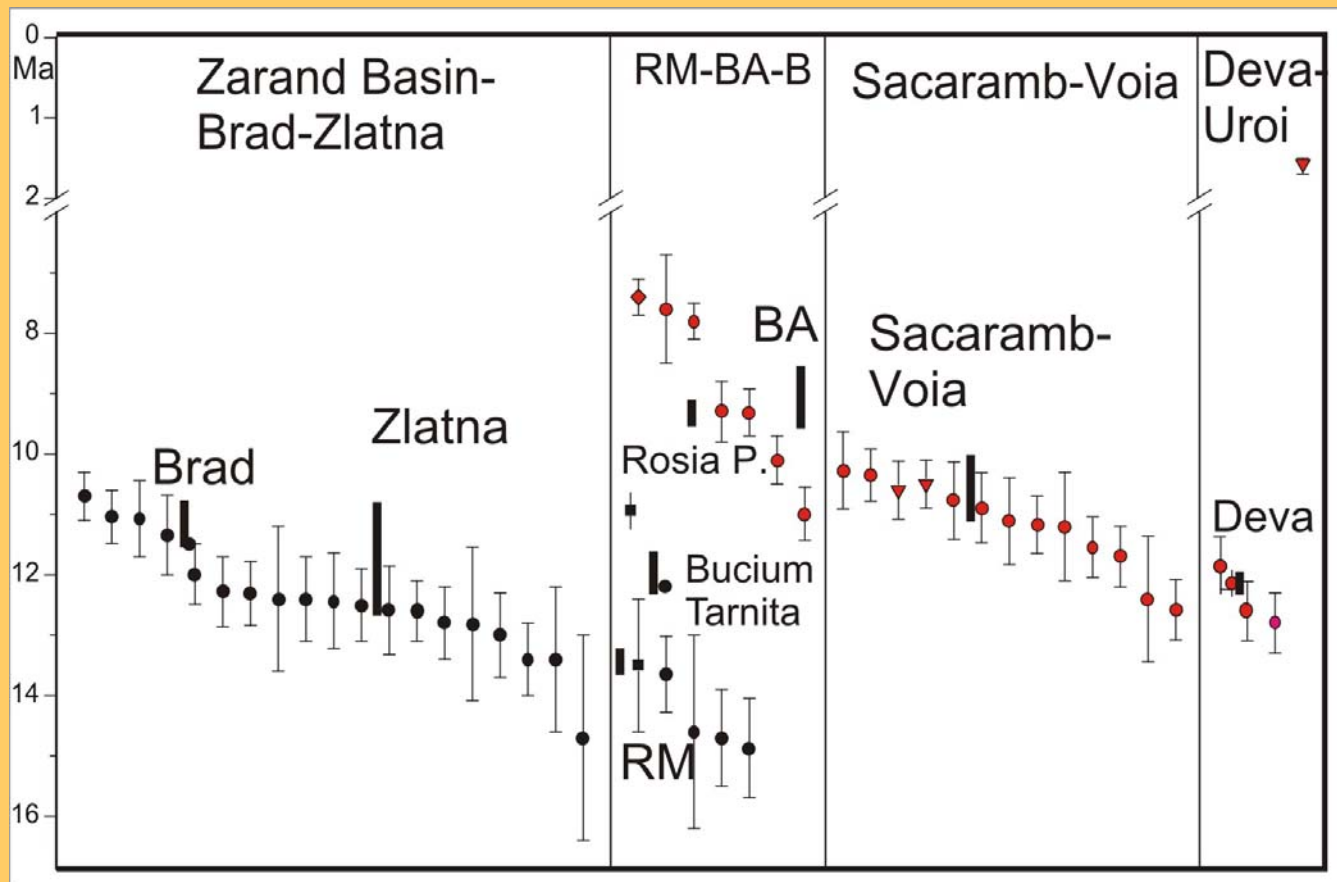 0
Ma
1
2
8
10
12
14
16
Zarand Basin-
Brad-Zlatna
RM-BA-B
Sacaramb-Voia
Deva-
Uroi
Brad
Zlatna
BA
Rosia P.
Bucium
Tarnita
RM
Sacaramb-
Voia
Deva